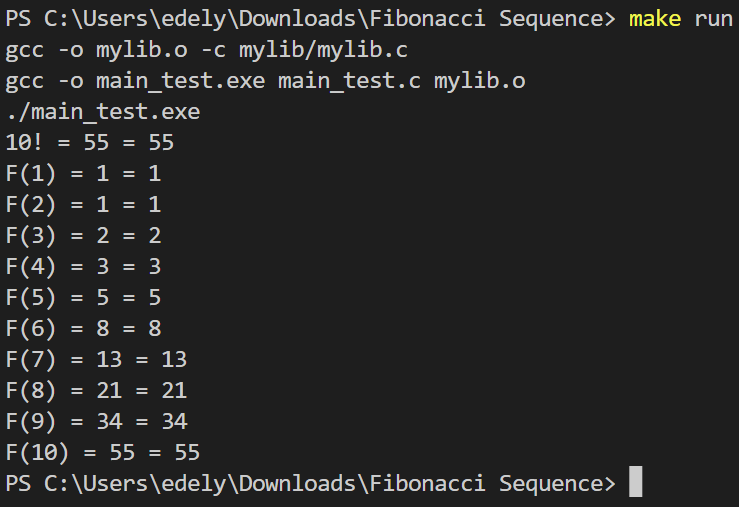 PS C:\Users\edely\Downloads\Fibonacci Sequence> make run
gcc -o mylib.o -c mylib/mylib.c
gcc -o main_test.exe main_test.c mylib.o
./main_test.exe
10! = 55 = 55
F(1) = 1 = 1
F(2) = 1 = 1
F(3) = 2 = 2
F(4) = 3 = 3
F(5) = 5 = 5
F(6) = 8 = 8
F(7) = 13 = 13
F(8) = 21 = 21
F(9) = 34 = 34
F(10) = 55 = 55
PS C:\Users\edely\Downloads\Fibonacci Sequence>